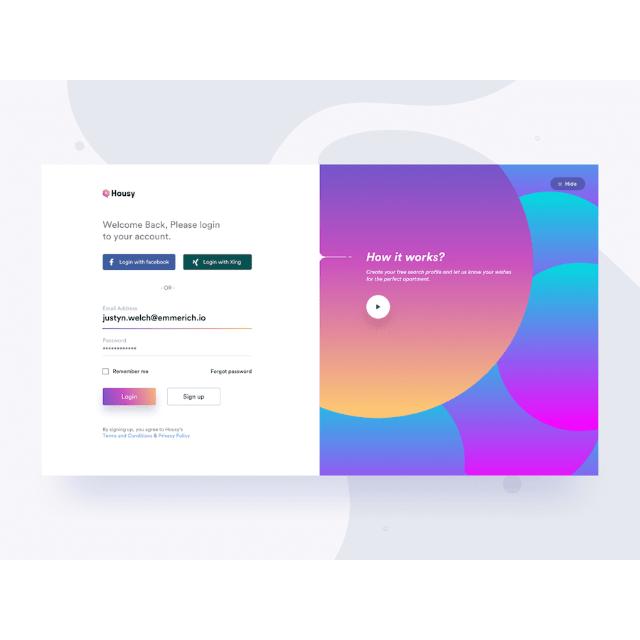 Housy
Welcome Back, Please login
to your account.
Login with facebook
Login with Xing
- OR -
Email Address
justyn.welch@emmerich.io
Password
************
Remember me
Forgot password
Login
Sign up
By signing up, you agree to Housy's
Terms and Conditions & Privacy Policy
Hide
How it works?
Create your free search profile and let us know your wishes
for the perfect apartment.